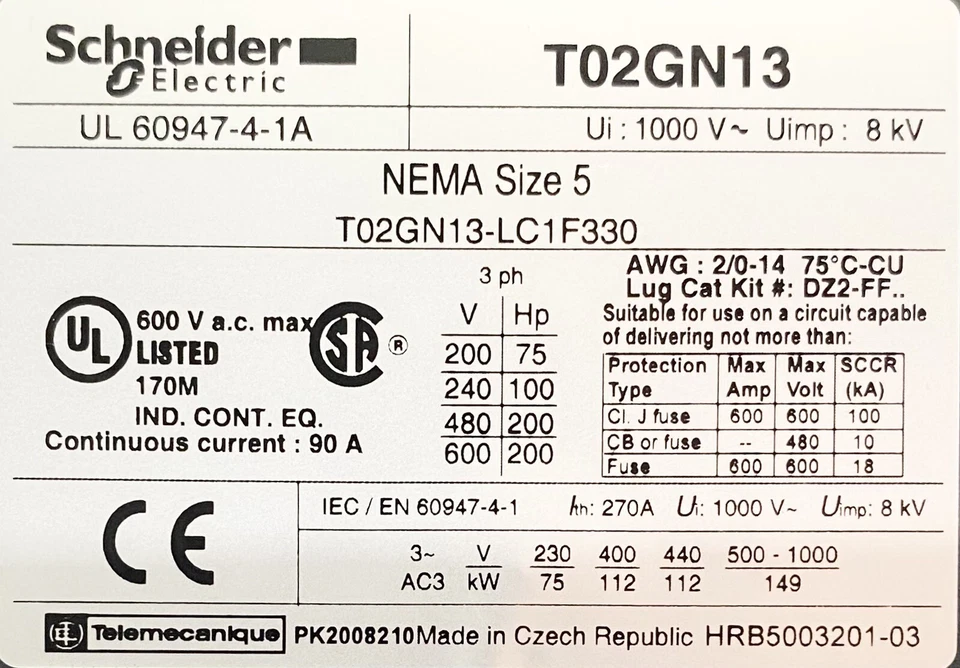 Schneider Electric
T02GN13
UL 60947-4-1A
Ui : 1000 V~ Uimp : 8 kV
NEMA Size 5
T02GN13-LC1F330
UL
600 V a.c. max
LISTED
170M
IND. CONT. EQ.
Continuous current : 90 A
SA ®
3 ph
V Hp
200 75
240 100
480 200
600 200
AWG : 2/0-14 75°C-CU
Lug Cat Kit #: DZ2-FF..
Suitable for use on a circuit capable
of delivering not more than:
Protection Type Max Amp Max Volt SCCR (kA)
Cl. J fuse 600 600 100
CB or fuse -- 480 10
Fuse 600 600 18
CE
IEC / EN 60947-4-1 Ith: 270A Ui: 1000 V~ Uimp: 8 kV
3~ V 230 400 440 500 - 1000
AC3 kW 75 112 112 149
Telemecanique PK2008210 Made in Czech Republic HRB5003201-03